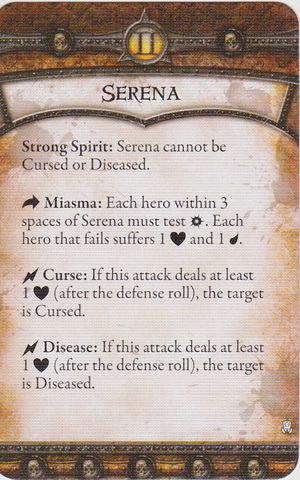 III
SERENA
Strong Spirit: Serena cannot be
Cursed or Diseased.
Miasma: Each hero within 3
spaces of Serena must test . Each
hero that fails suffers 1 and 1 .
Curse: If this attack deals at least
1 (after the defense roll), the target
is Cursed.
Disease: If this attack deals at least
1 (after the defense roll), the target
is Diseased.